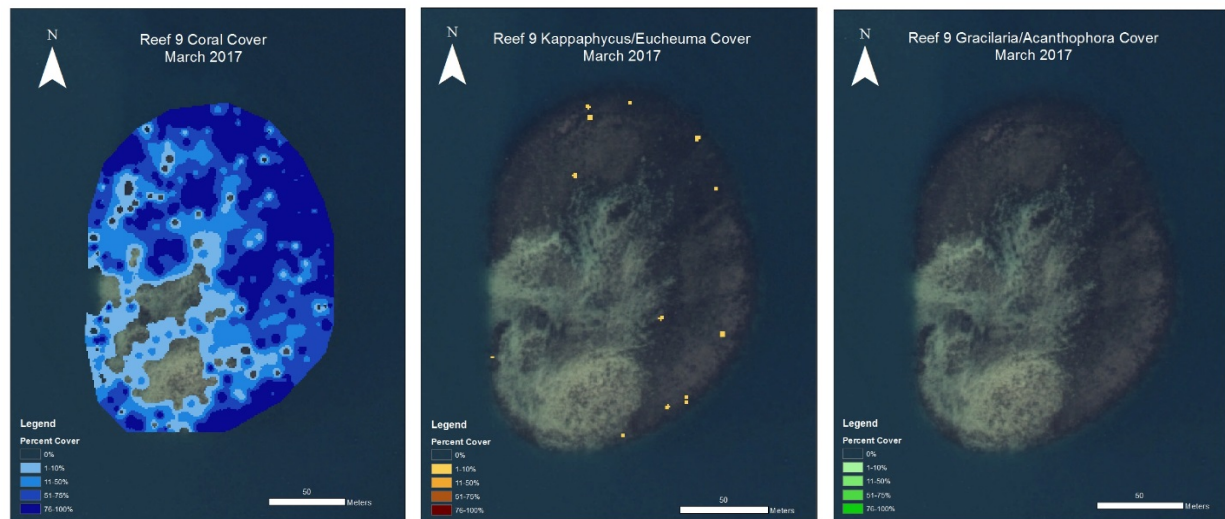 N
Reef 9 Coral Cover
March 2017
Legend
Percent Cover
0%
1-10%
11-50%
51-75%
76-100%
50
Meters
N
Reef 9 Kappaphycus/Eucheuma Cover
March 2017
Legend
Percent Cover
0%
1-10%
11-50%
51-75%
76-100%
50
Meters
N
Reef 9 Gracilaria/Acanthophora Cover
March 2017
Legend
Percent Cover
0%
1-10%
11-50%
51-75%
76-100%
50
Meters